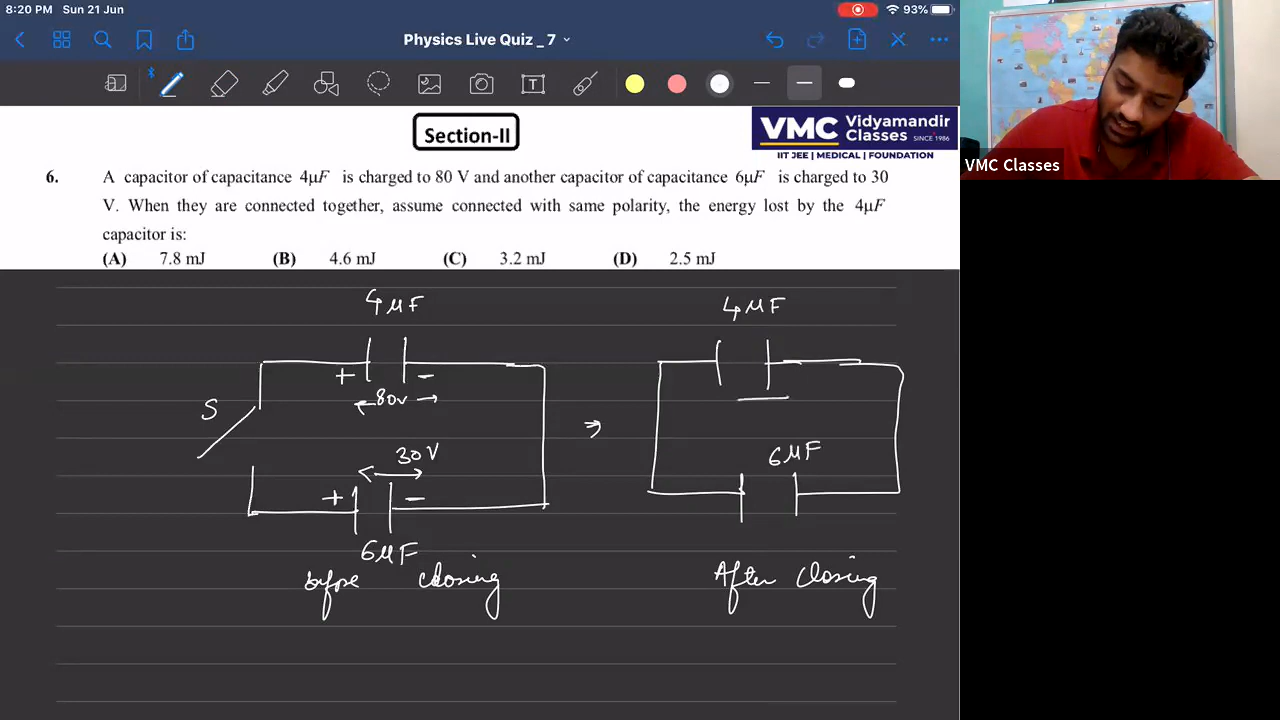 8:20 PM Sun 21 Jun
93%
Physics Live Quiz _ 7
T
Section-II
VMC Vidyamandir Classes SINCE 1986
IIT JEE | MEDICAL | FOUNDATION
VMC Classes
6. A capacitor of capacitance 4μF is charged to 80 V and another capacitor of capacitance 6μF is charged to 30
V. When they are connected together, assume connected with same polarity, the energy lost by the 4μF
capacitor is:
(A) 7.8 mJ (B) 4.6 mJ (C) 3.2 mJ (D) 2.5 mJ
4μF
+ -
80V
S
30V
+ -
6μF
before closing
⇒
4μF
6μF
After closing